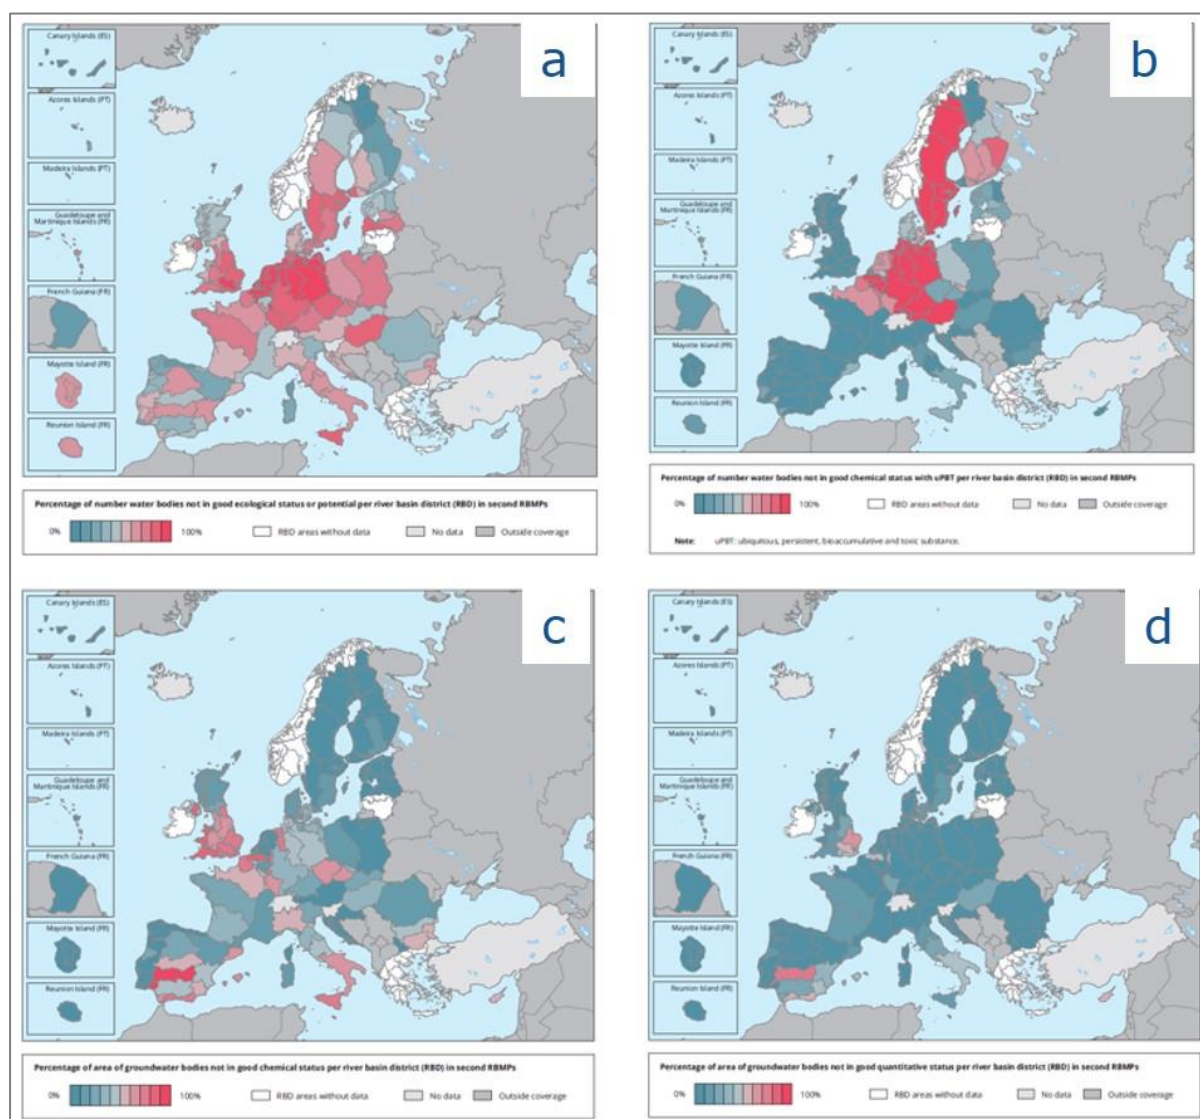 a
Canary Islands (ES)
Azores Islands (PT)
Madeira Islands (PT)
Guadeloupe and
Martinique Islands (FR)
French Guiana (FR)
Mayotte Island (FR)
Reunion Island (FR)
Percentage of number water bodies not in good ecological status or potential per river basin district (RBD) in second RBMPs
0% 100% RBD areas without data No data Outside coverage
b
Canary Islands (ES)
Azores Islands (PT)
Madeira Islands (PT)
Guadeloupe and
Martinique Islands (FR)
French Guiana (FR)
Mayotte Island (FR)
Reunion Island (FR)
Percentage of number water bodies not in good chemical status with uPBT per river basin district (RBD) in second RBMPs
0% 100% RBD areas without data No data Outside coverage
Note: uPBT: ubiquitous, persistent, bioaccumulative and toxic substance.
c
Canary Islands (ES)
Azores Islands (PT)
Madeira Islands (PT)
Guadeloupe and
Martinique Islands (FR)
French Guiana (FR)
Mayotte Island (FR)
Reunion Island (FR)
Percentage of area of groundwater bodies not in good chemical status per river basin district (RBD) in second RBMPs
0% 100% RBD areas without data No data Outside coverage
d
Canary Islands (ES)
Azores Islands (PT)
Madeira Islands (PT)
Guadeloupe and
Martinique Islands (FR)
French Guiana (FR)
Mayotte Island (FR)
Reunion Island (FR)
Percentage of area of groundwater bodies not in good quantitative status per river basin district (RBD) in second RBMPs
0% 100% RBD areas without data No data Outside coverage